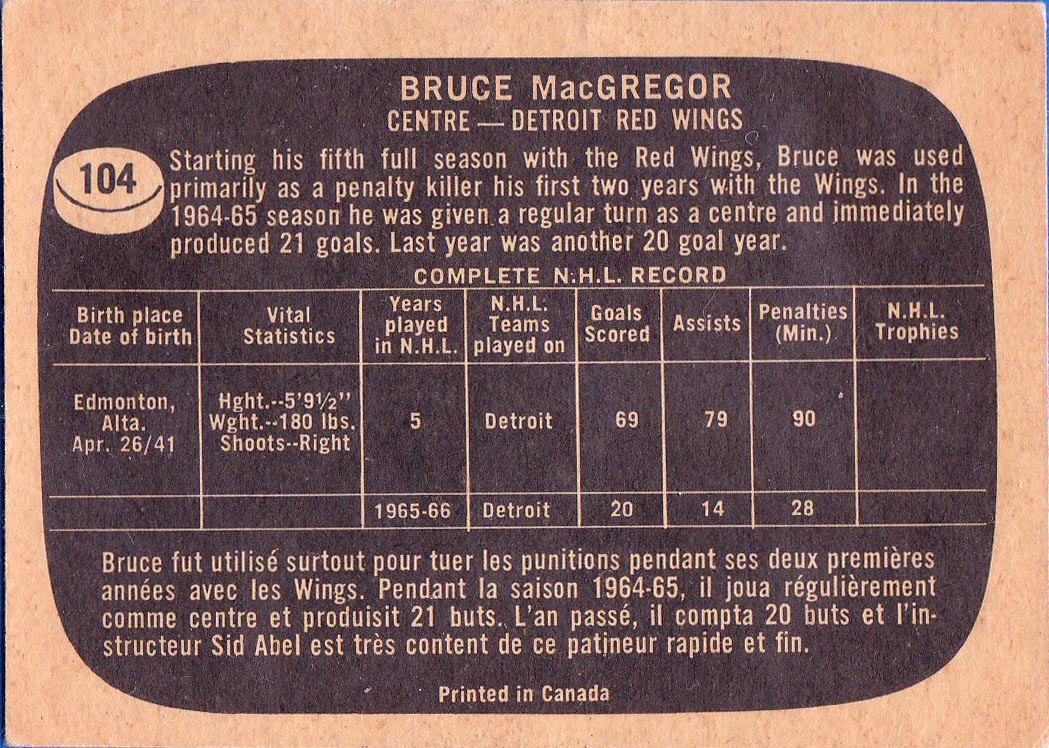 BRUCE MacGREGOR
CENTRE — DETROIT RED WINGS
104
Starting his fifth full season with the Red Wings, Bruce was used
primarily as a penalty killer his first two years with the Wings. In the
1964-65 season he was given a regular turn as a centre and immediately
produced 21 goals. Last year was another 20 goal year.
COMPLETE N.H.L. RECORD
Birth place
Date of birth
Vital
Statistics
Years
played
in N.H.L.
N.H.L.
Teams
played on
Goals
Scored
Assists
Penalties
(Min.)
N.H.L.
Trophies
Edmonton,
Alta.
Apr. 26/41
Hght.--5'9½"
Wght.--180 lbs.
Shoots--Right
5
Detroit
69
79
90
1965-66
Detroit
20
14
28
Bruce fut utilisé surtout pour tuer les punitions pendant ses deux premières
années avec les Wings. Pendant la saison 1964-65, il joua régulièrement
comme centre et produisit 21 buts. L'an passé, il compta 20 buts et l'in-
structeur Sid Abel est très content de ce patineur rapide et fin.
Printed in Canada